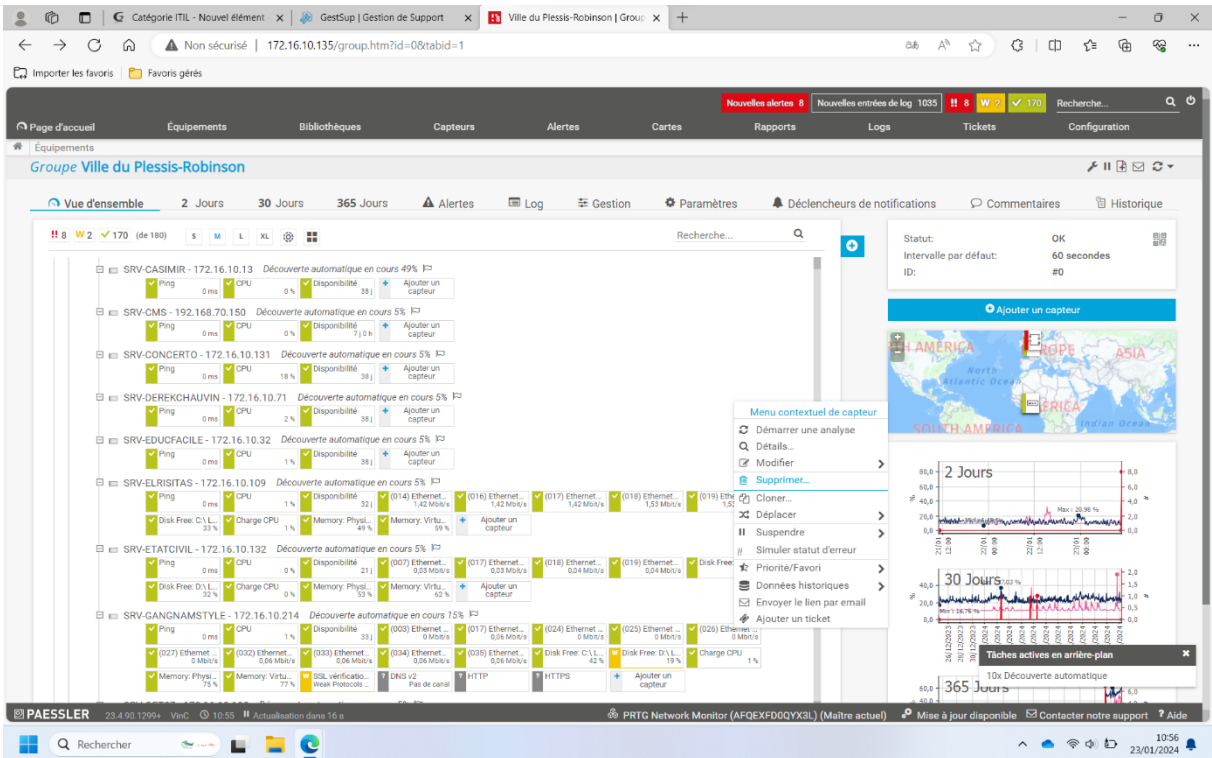 Catégorie ITIL - Nouvel élément
GestSup | Gestion de Support
Ville du Plessis-Robinson | Group
Non sécurisé | 172.16.10.135/group.htm?id=0&tabid=1
Importer les favoris
Favoris gérés
Nouvelles alertes 8
Nouvelles entrées de log 1035
!! 8 W 2 170
Recherche...
Page d'accueil Équipements Bibliothèques Capteurs Alertes Cartes Rapports Logs Tickets Configuration
Équipements
Groupe Ville du Plessis-Robinson
Vue d'ensemble 2 Jours 30 Jours 365 Jours Alertes Log Gestion Paramètres Déclencheurs de notifications Commentaires Historique
!! 8 W 2 170 (de 180) S M L XL Recherche...
SRV-CASIMIR - 172.16.10.13 Découverte automatique en cours 49%
Ping 0 ms CPU 0 % Disponibilité 38 j Ajouter un capteur
SRV-CMS - 192.168.70.150 Découverte automatique en cours 5%
Ping 0 ms CPU 0 % Disponibilité 7 j 0 h Ajouter un capteur
SRV-CONCERTO - 172.16.10.131 Découverte automatique en cours 5%
Ping 0 ms CPU 18 % Disponibilité 38 j Ajouter un capteur
SRV-DEREKCHAUVIN - 172.16.10.71 Découverte automatique en cours 5%
Ping 0 ms CPU 2 % Disponibilité 38 j Ajouter un capteur
SRV-EDUCFACILE - 172.16.10.32 Découverte automatique en cours 5%
Ping 0 ms CPU 1 % Disponibilité 38 j Ajouter un capteur
SRV-ELRISITAS - 172.16.10.109 Découverte automatique en cours 5%
Ping 0 ms CPU 1 % Disponibilité 32 j (014) Ethernet... 1,42 Mbit/s (016) Ethernet... 1,42 Mbit/s (017) Ethernet... 1,42 Mbit/s (018) Ethernet... 1,53 Mbit/s (019) Ethe
Disk Free: C:\ L... 33 % Charge CPU 1 % Memory: Physi... 49 % Memory: Virtu... 59 % Ajouter un capteur
SRV-ETATCIVIL - 172.16.10.132 Découverte automatique en cours 5%
Ping 0 ms CPU 0 % Disponibilité 21 j (007) Ethernet... 0,03 Mbit/s (017) Ethernet... 0,03 Mbit/s (018) Ethernet... 0,04 Mbit/s (019) Ethernet... 0,04 Mbit/s Disk Free:
Disk Free: D:\ L... 32 % Charge CPU 0 % Memory: Physi... 53 % Memory: Virtu... 62 % Ajouter un capteur
SRV-GANGNAMSTYLE - 172.16.10.214 Découverte automatique en cours 15%
Ping 0 ms CPU 1 % Disponibilité 33 j (003) Ethernet ... 0 Mbit/s (017) Ethernet... 0,06 Mbit/s (024) Ethernet ... 0 Mbit/s (025) Ethernet ... 0 Mbit/s (026) Ethernet ... 0 Mbit/s
(027) Ethernet ... 0 Mbit/s (032) Ethernet... 0,06 Mbit/s (033) Ethernet... 0,06 Mbit/s (034) Ethernet... 0,06 Mbit/s (035) Ethernet... 0,06 Mbit/s Disk Free: C:\ L... 42 % Disk Free: D:\ L... 19 % Charge CPU 1 %
Memory: Physi... 75 % Memory: Virtu... 77 % SSL vérificatio... Weak Protocols ... DNS v2 Pas de canal HTTP HTTPS Ajouter un capteur
Menu contextuel de capteur
Démarrer une analyse
Détails...
Modifier
Supprimer...
Cloner...
Déplacer
Suspendre
Simuler statut d'erreur
Priorité/Favori
Données historiques
Envoyer le lien par email
Ajouter un ticket
Statut: OK
Intervalle par défaut: 60 secondes
ID: #0
Ajouter un capteur
TH AMERICA EUROPE ASIA
North Atlantic Ocean
SOUTH AMERICA Indian Ocean
2 Jours
Max : 20,98 %
30 Jours
365 Jours
Tâches actives en arrière-plan
10x Découverte automatique
PAESSLER 23.4.90.1299+ VinC 10:55 Actualisation dans 16 s PRTG Network Monitor (AFQEXFD0QYX3L) (Maître actuel) Mise à jour disponible Contacter notre support ? Aide
Rechercher
10:56
23/01/2024